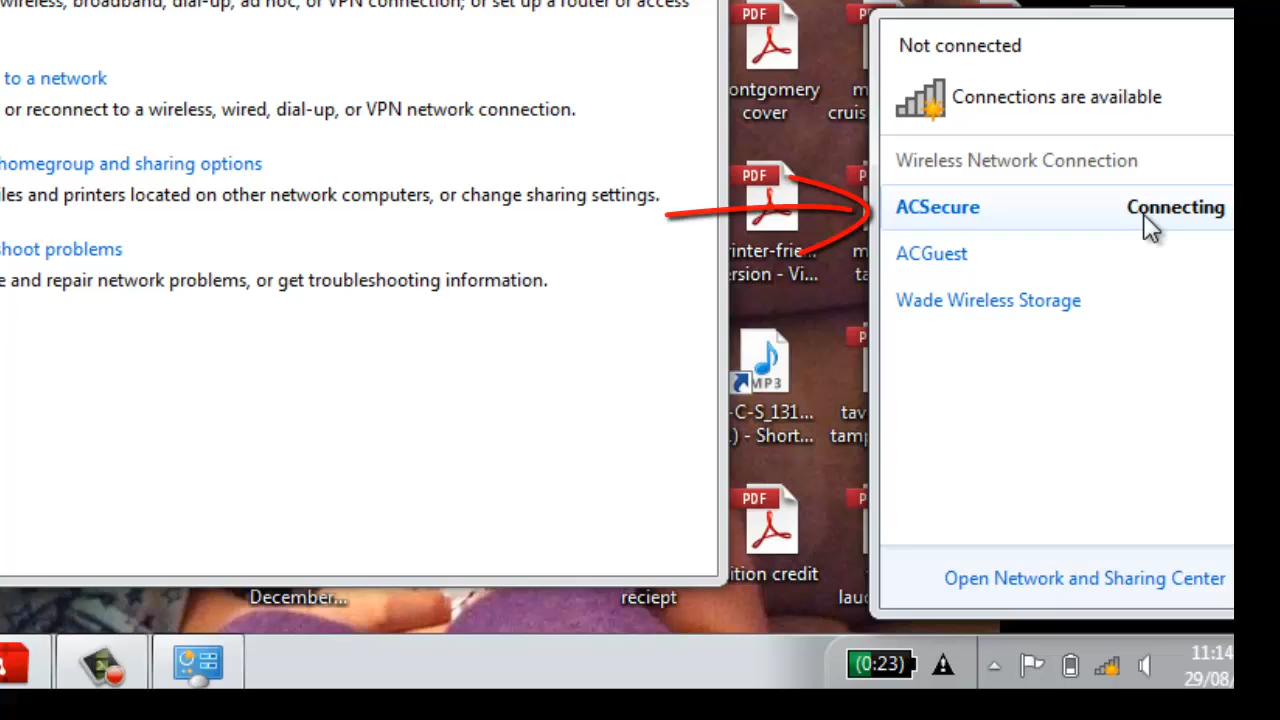 wireless, broadband, dial-up, ad hoc, or VPN connection; or set up a router or access
to a network
or reconnect to a wireless, wired, dial-up, or VPN network connection.
homegroup and sharing options
iles and printers located on other network computers, or change sharing settings.
shoot problems
e and repair network problems, or get troubleshooting information.
PDF
ontgomery
cover
m
cruis
PDF
rinter-frie...
ersion - Vi...
m
ta
MP3
-C-S_131...
.) - Short...
tav
tamp
PDF
ition credit
lauc
December...
reciept
Not connected
Connections are available
Wireless Network Connection
ACSecure Connecting
ACGuest
Wade Wireless Storage
Open Network and Sharing Center
(0:23)
11:14
29/08/